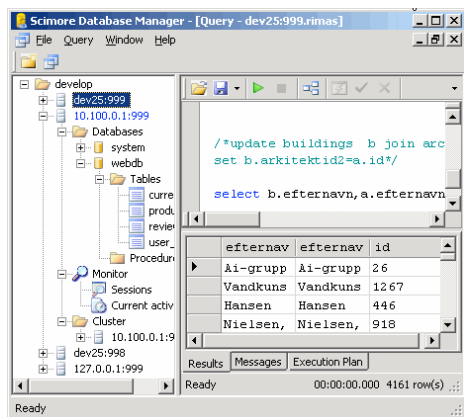 Scimore Database Manager - [Query - dev25:999.rimas]
File Query Window Help
develop
dev25:999
10.100.0.1:999
Databases
system
webdb
Tables
curre
produ
review
user_
Procedure
Monitor
Sessions
Current activ
Cluster
10.100.0.1:9
dev25:998
127.0.0.1:999
/*update buildings b join arc
set b.arkitektid2=a.id*/
select b.efternavn,a.efternavn
efternav efternav id
Ai-grupp Ai-grupp 26
Vandkuns Vandkuns 1267
Hansen Hansen 446
Nielsen, Nielsen, 918
Results Messages Execution Plan
Ready 00:00:00.000 4161 row(s)
Ready